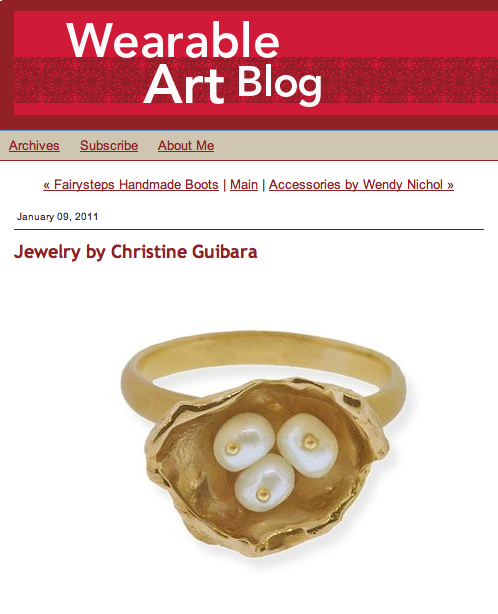 Wearable
Art Blog
Archives Subscribe About Me
« Fairysteps Handmade Boots | Main | Accessories by Wendy Nichol »
January 09, 2011
Jewelry by Christine Guibara